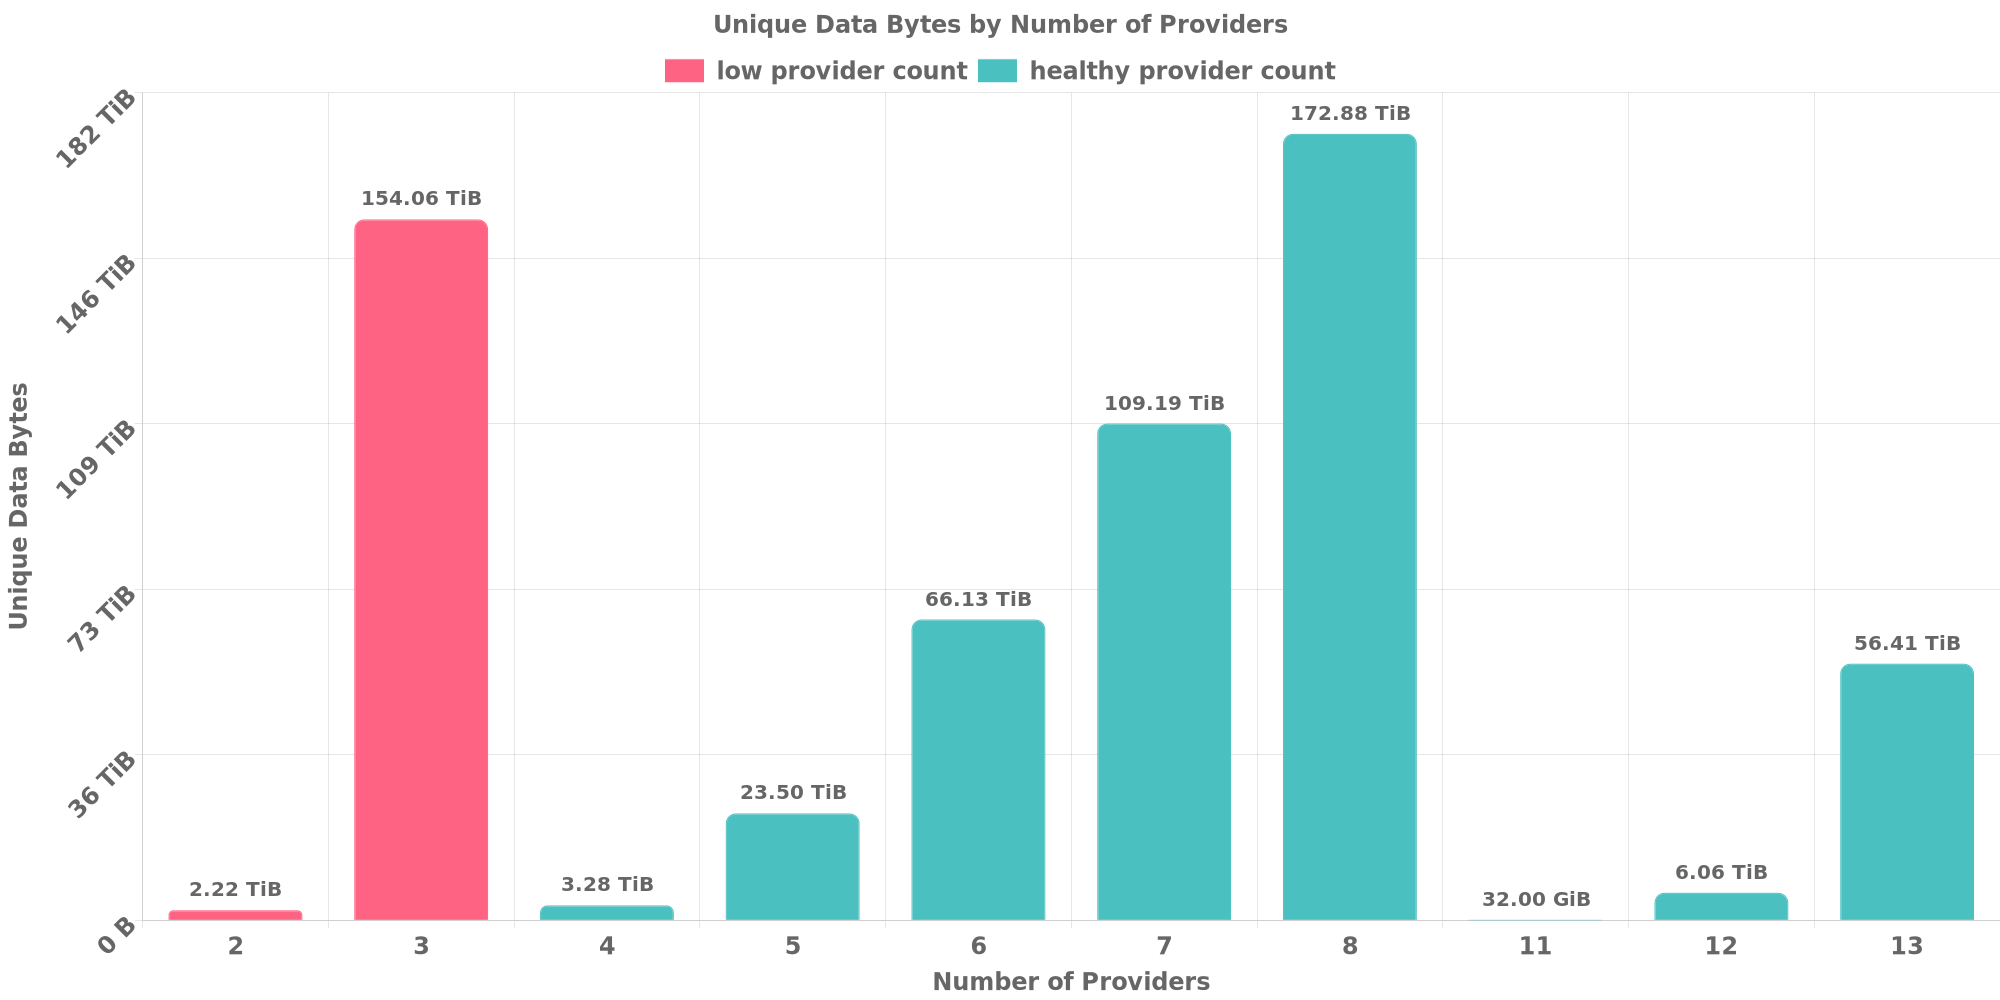 Unique Data Bytes by Number of Providers
low provider count healthy provider count
182 TiB
146 TiB
109 TiB
73 TiB
36 TiB
0 B
Unique Data Bytes
2.22 TiB
154.06 TiB
3.28 TiB
23.50 TiB
66.13 TiB
109.19 TiB
172.88 TiB
32.00 GiB
6.06 TiB
56.41 TiB
2 3 4 5 6 7 8 11 12 13
Number of Providers